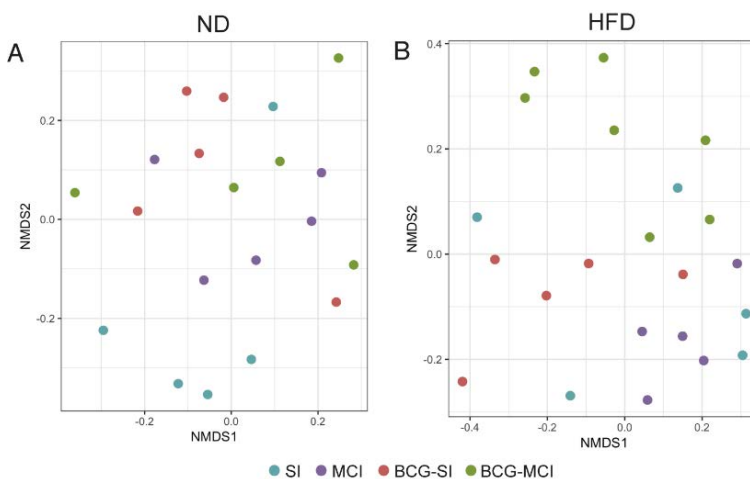 ND
HFD
A
B
0.2
0.0
-0.2
NMDS2
-0.2
0.0
0.2
NMDS1
0.4
0.2
0.0
-0.2
NMDS2
-0.4
-0.2
0.0
0.2
NMDS1
SI MCI BCG-SI BCG-MCI